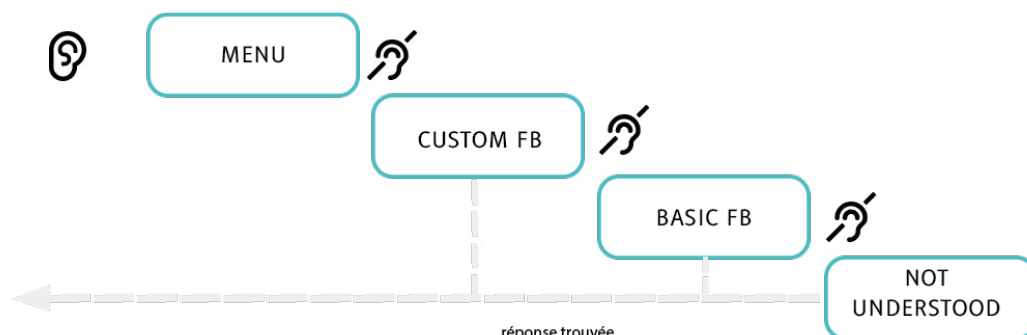 MENU
CUSTOM FB
BASIC FB
NOT
UNDERSTOOD
réponse trouvée